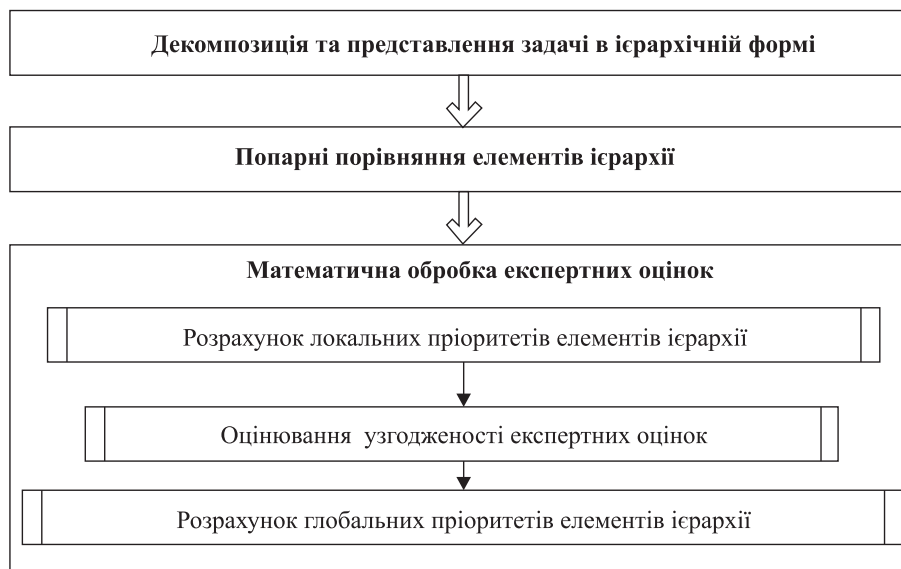 Декомпозиція та представлення задачі в ієрархічній формі
Попарні порівняння елементів ієрархії
Математична обробка експертних оцінок
Розрахунок локальних пріоритетів елементів ієрархії
Оцінювання узгодженості експертних оцінок
Розрахунок глобальних пріоритетів елементів ієрархії